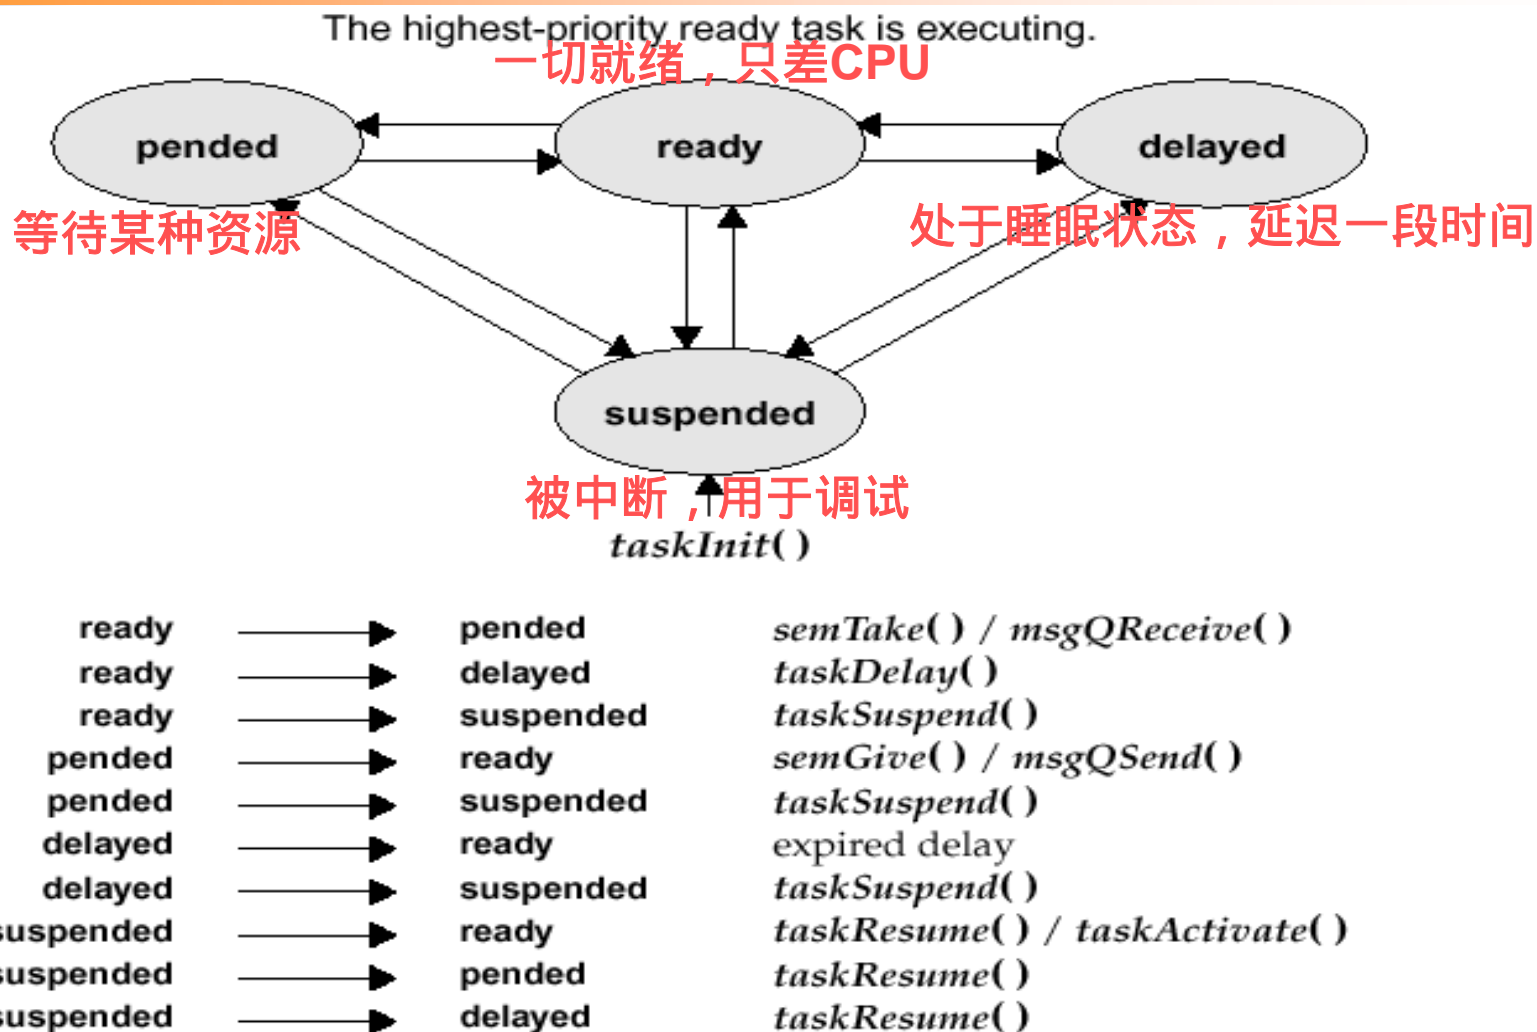 The highest-priority ready task is executing.
一切就绪，只差CPU
pended
ready
delayed
等待某种资源
处于睡眠状态，延迟一段时间
suspended
被中断，用于调试
taskInit( )
ready pended semTake( ) / msgQReceive( )
ready delayed taskDelay( )
ready suspended taskSuspend( )
pended ready semGive( ) / msgQSend( )
pended suspended taskSuspend( )
delayed ready expired delay
delayed suspended taskSuspend( )
suspended ready taskResume( ) / taskActivate( )
suspended pended taskResume( )
suspended delayed taskResume( )